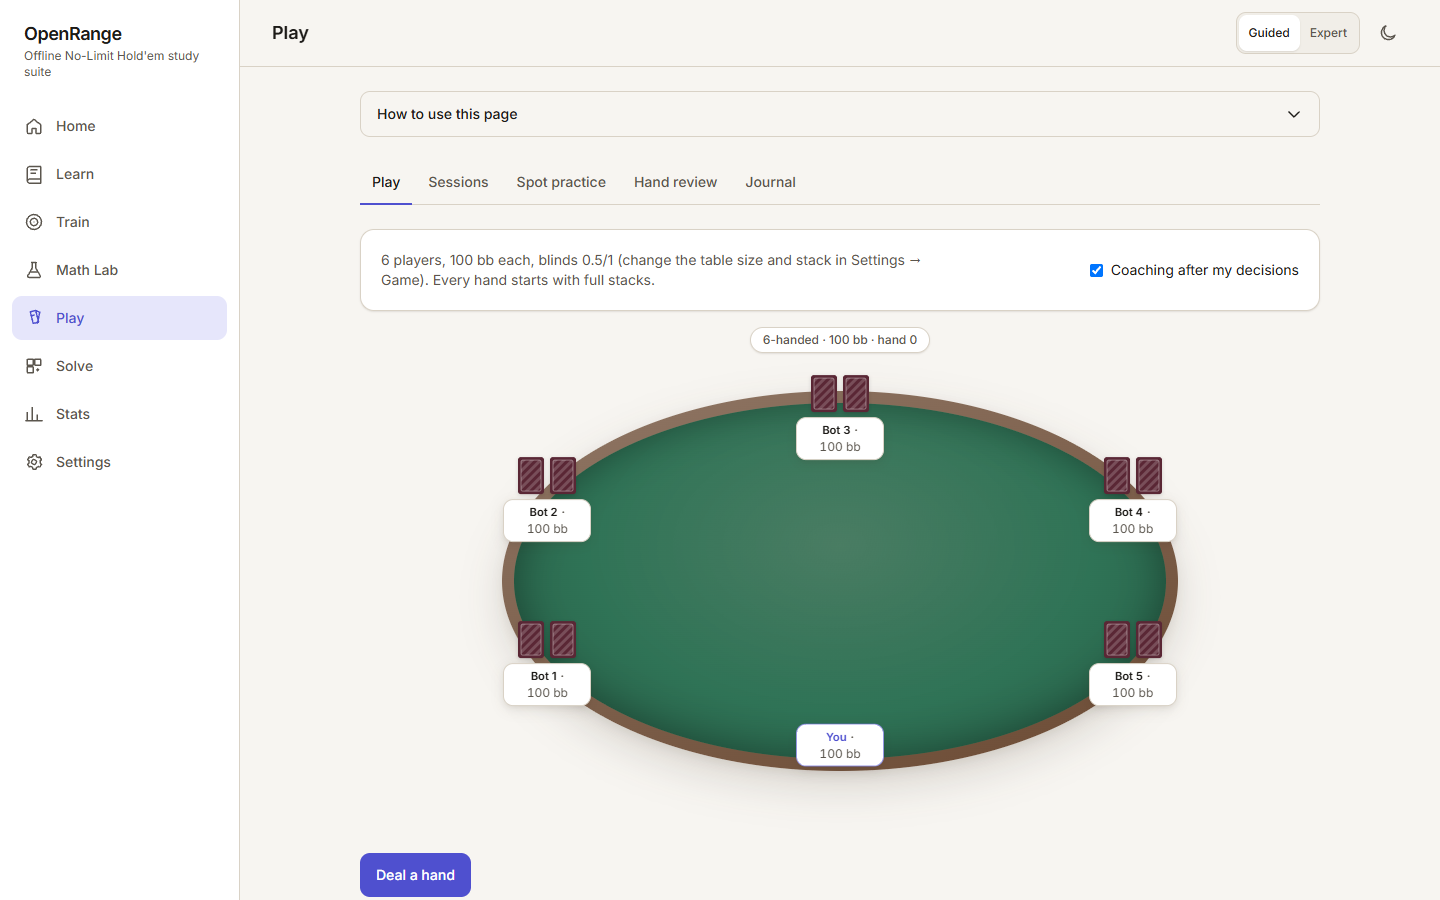 OpenRange
Offline No-Limit Hold'em study
suite
Home
Learn
Train
Math Lab
Play
Solve
Stats
Settings
Play
Guided
Expert
How to use this page
Play
Sessions
Spot practice
Hand review
Journal
6 players, 100 bb each, blinds 0.5/1 (change the table size and stack in Settings →
Game). Every hand starts with full stacks.
Coaching after my decisions
6-handed · 100 bb · hand 0
Bot 3 ·
100 bb
Bot 2 ·
100 bb
Bot 4 ·
100 bb
Bot 1 ·
100 bb
Bot 5 ·
100 bb
You ·
100 bb
Deal a hand